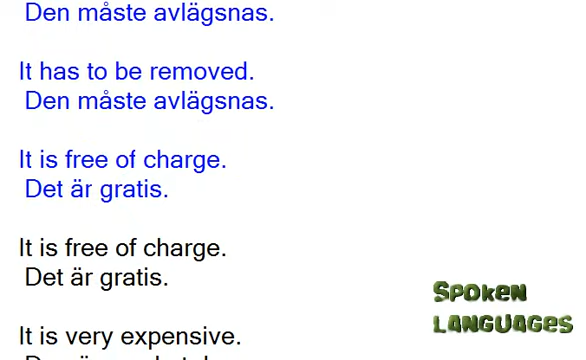 Den måste avlägsnas.
It has to be removed.
Den måste avlägsnas.
It is free of charge.
Det är gratis.
It is free of charge.
Det är gratis.
It is very expensive.
SPOKEN
LANGUAGES